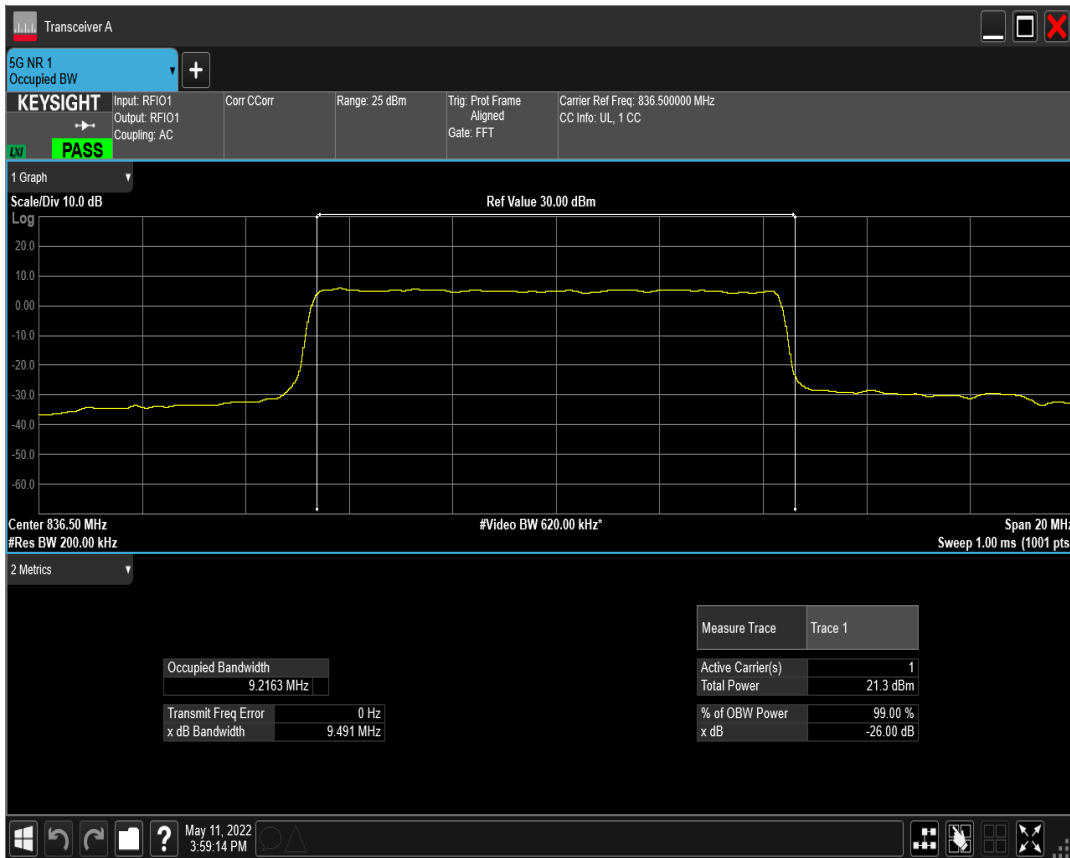 Transceiver A
5G NR 1
Occupied BW
KEYSIGHT
LXI
PASS
Input: RFIO1
Output: RFIO1
Coupling: AC
Corr CCorr
Range: 25 dBm
Trig: Prot Frame
Aligned
Gate: FFT
Carrier Ref Freq: 836.500000 MHz
CC Info: UL, 1 CC
1 Graph
Scale/Div 10.0 dB
Ref Value 30.00 dBm
Log
20.0
10.0
0.00
-10.0
-20.0
-30.0
-40.0
-50.0
-60.0
Center 836.50 MHz
#Video BW 620.00 kHz*
Span 20 MHz
#Res BW 200.00 kHz
Sweep 1.00 ms (1001 pts
2 Metrics
Measure Trace Trace 1
Occupied Bandwidth
9.2163 MHz
Active Carrier(s) 1
Total Power 21.3 dBm
Transmit Freq Error 0 Hz
x dB Bandwidth 9.491 MHz
% of OBW Power 99.00 %
x dB -26.00 dB
?
May 11, 2022
3:59:14 PM